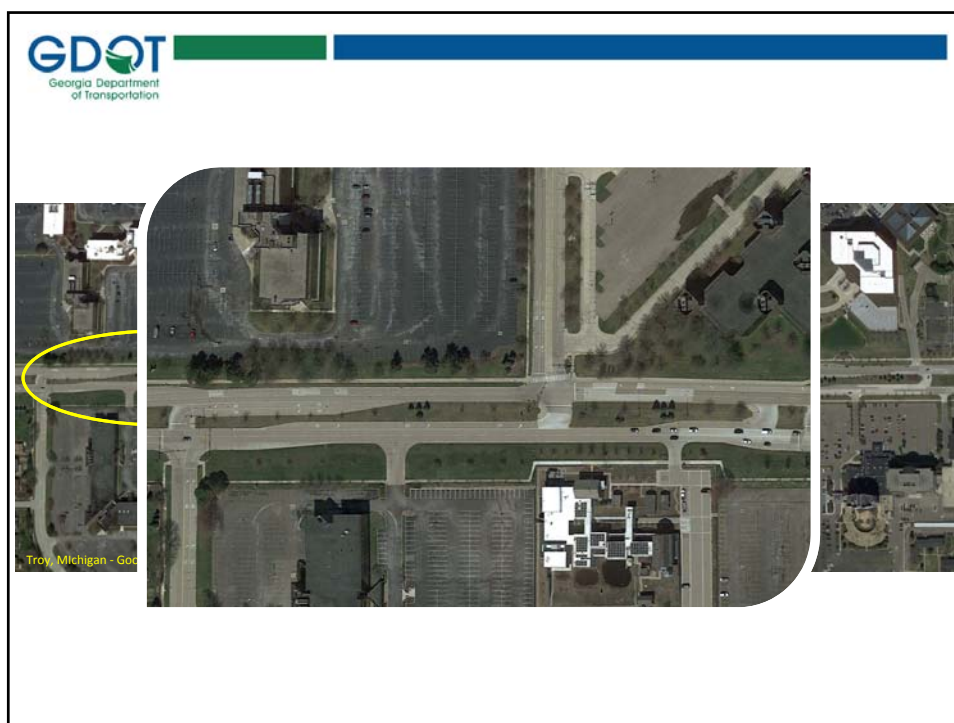 GDOT
Georgia Department
of Transportation
Troy, MIchigan - Goo